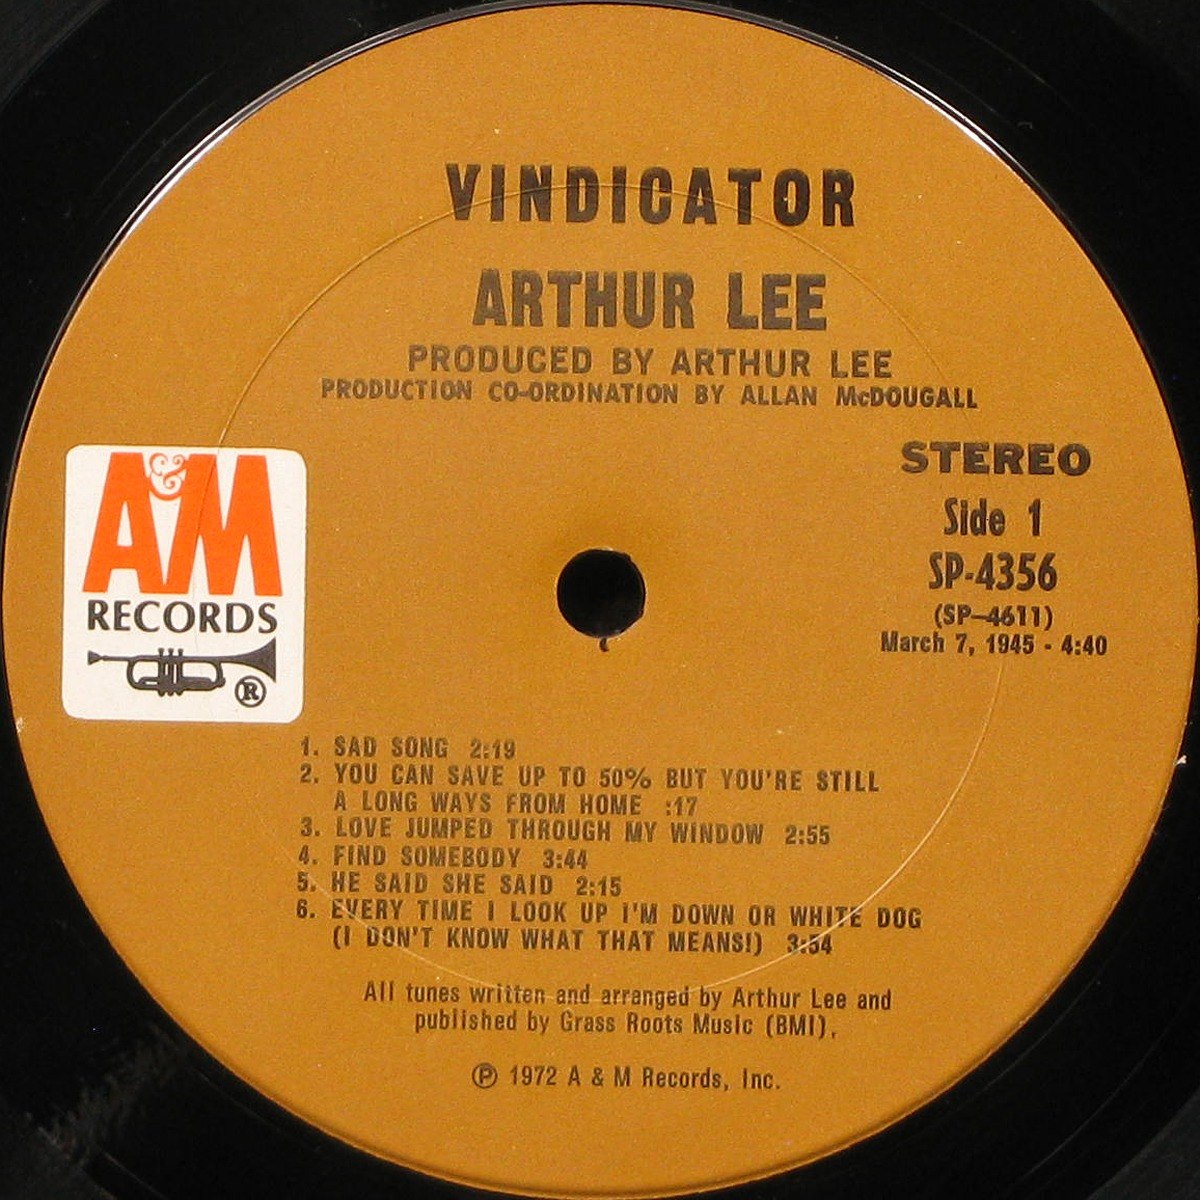 VINDICATOR
ARTHUR LEE
PRODUCED BY ARTHUR LEE
PRODUCTION CO-ORDINATION BY ALLAN McDOUGALL
A&M
RECORDS
®
STEREO
Side 1
SP-4356
(SP-4611)
March 7, 1945 - 4:40
1. SAD SONG 2:19
2. YOU CAN SAVE UP TO 50% BUT YOU'RE STILL
A LONG WAYS FROM HOME :17
3. LOVE JUMPED THROUGH MY WINDOW 2:55
4. FIND SOMEBODY 3:44
5. HE SAID SHE SAID 2:15
6. EVERY TIME I LOOK UP I'M DOWN OR WHITE DOG
(I DON'T KNOW WHAT THAT MEANS!) 3:54
All tunes written and arranged by Arthur Lee and
published by Grass Roots Music (BMI).
℗ 1972 A & M Records, Inc.